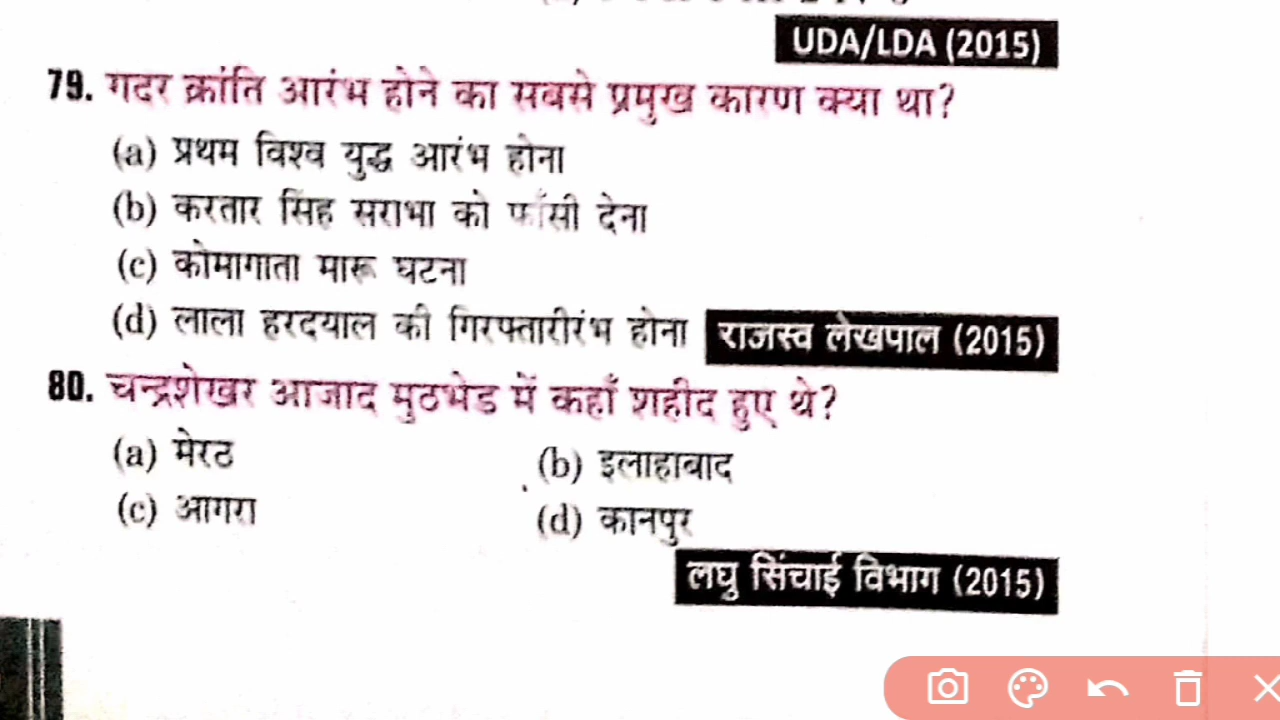 UDA/LDA (2015)
79. गदर क्रांति आरंभ होने का सबसे प्रमुख कारण क्या था?
(a) प्रथम विश्व युद्ध आरंभ होना
(b) करतार सिंह सराभा को फाँसी देना
(c) कोमागाता मारू घटना
(d) लाला हरदयाल की गिरफ्तारीरंभ होना राजस्व लेखपाल (2015)
80. चन्द्रशेखर आजाद मुठभेड में कहाँ शहीद हुए थे?
(a) मेरठ (b) इलाहाबाद
(c) आगरा (d) कानपुर
लघु सिंचाई विभाग (2015)